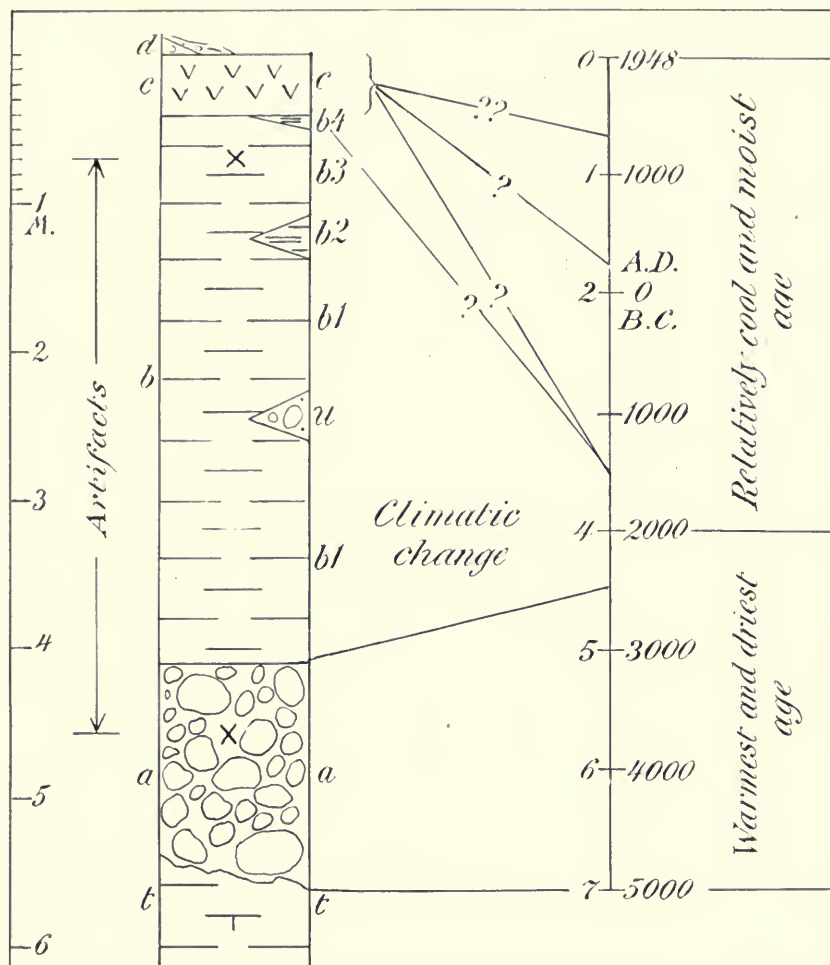 d
c
c
b4
X
b3
1
M.
b2
b1
2
b
u
3
b1
4
X
a
a
5
t
t
6
Artifacts
??
?
?
?
Climatic
change
0 1948
1 1000
A.D.
2 0
B.C.
1000
4 2000
5 3000
6 4000
7 5000
Relatively cool and moist
age
Warmest and driest
age